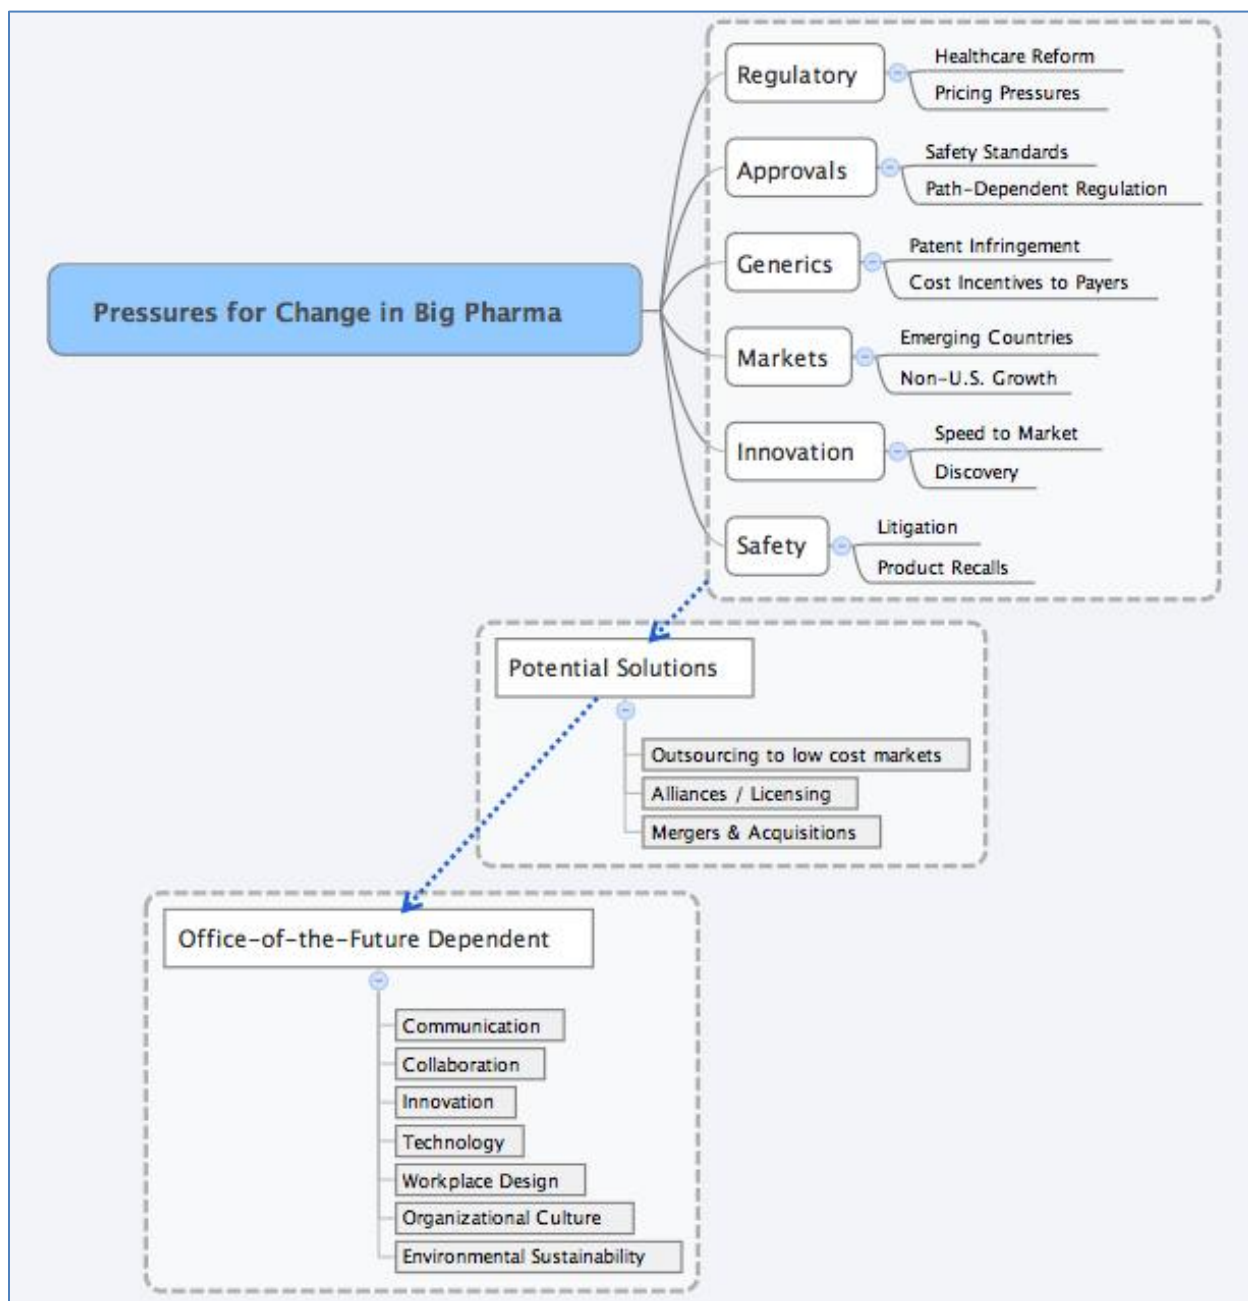 Pressures for Change in Big Pharma
Regulatory
Healthcare Reform
Pricing Pressures
Approvals
Safety Standards
Path-Dependent Regulation
Generics
Patent Infringement
Cost Incentives to Payers
Markets
Emerging Countries
Non-U.S. Growth
Innovation
Speed to Market
Discovery
Safety
Litigation
Product Recalls
Potential Solutions
Outsourcing to low cost markets
Alliances / Licensing
Mergers & Acquisitions
Office-of-the-Future Dependent
Communication
Collaboration
Innovation
Technology
Workplace Design
Organizational Culture
Environmental Sustainability